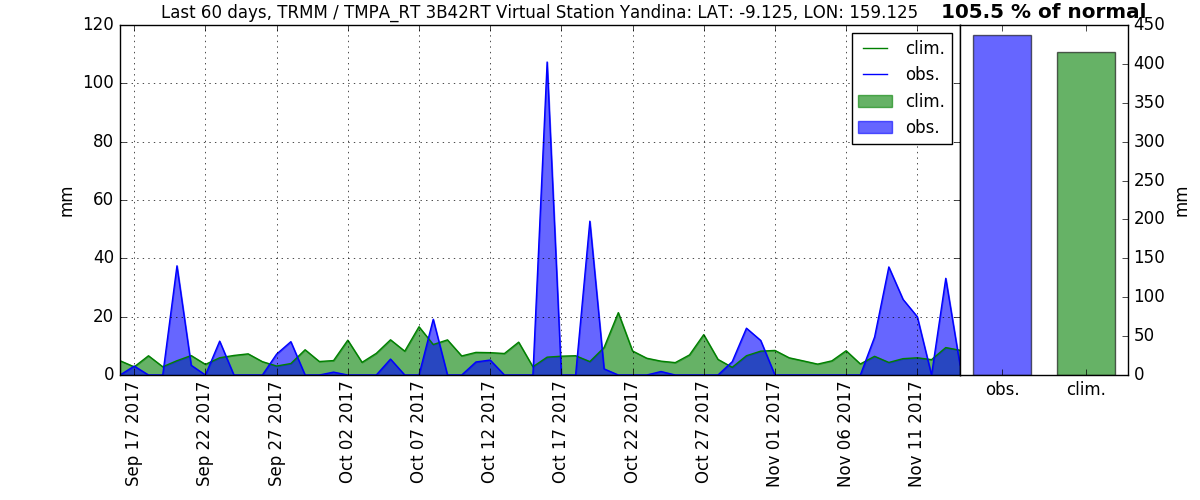 Last 60 days, TRMM / TMPA_RT 3B42RT Virtual Station Yandina: LAT: -9.125, LON: 159.125
105.5 % of normal
120
100
80
60
40
20
0
mm
clim.
obs.
clim.
obs.
450
400
350
300
250
200
150
100
50
0
mm
Sep 17 2017
Sep 22 2017
Sep 27 2017
Oct 02 2017
Oct 07 2017
Oct 12 2017
Oct 17 2017
Oct 22 2017
Oct 27 2017
Nov 01 2017
Nov 06 2017
Nov 11 2017
obs.
clim.